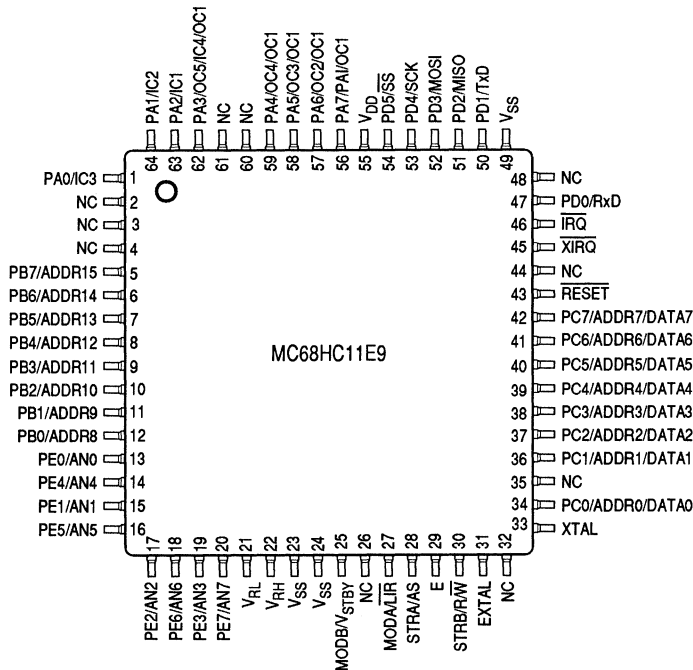 PA1/IC2
PA2/IC1
PA3/OC5/IC4/OC1
NC
NC
PA4/OC4/OC1
PA5/OC3/OC1
PA6/OC2/OC1
PA7/PAI/OC1
VDD
PD5/S̅S̅
PD4/SCK
PD3/MOSI
PD2/MISO
PD1/TxD
VSS
64 63 62 61 60 59 58 57 56 55 54 53 52 51 50 49
PA0/IC3 1
NC 2
NC 3
NC 4
PB7/ADDR15 5
PB6/ADDR14 6
PB5/ADDR13 7
PB4/ADDR12 8
PB3/ADDR11 9
PB2/ADDR10 10
PB1/ADDR9 11
PB0/ADDR8 12
PE0/AN0 13
PE4/AN4 14
PE1/AN1 15
PE5/AN5 16
MC68HC11E9
48 NC
47 PD0/RxD
46 I̅R̅Q̅
45 X̅I̅R̅Q̅
44 NC
43 R̅E̅S̅E̅T̅
42 PC7/ADDR7/DATA7
41 PC6/ADDR6/DATA6
40 PC5/ADDR5/DATA5
39 PC4/ADDR4/DATA4
38 PC3/ADDR3/DATA3
37 PC2/ADDR2/DATA2
36 PC1/ADDR1/DATA1
35 NC
34 PC0/ADDR0/DATA0
33 XTAL
17 18 19 20 21 22 23 24 25 26 27 28 29 30 31 32
PE2/AN2
PE6/AN6
PE3/AN3
PE7/AN7
VRL
VRH
VSS
VSS
MODB/VSTBY
NC
MODA/L̅I̅R̅
STRA/AS
E
STRB/R/W̅
EXTAL
NC